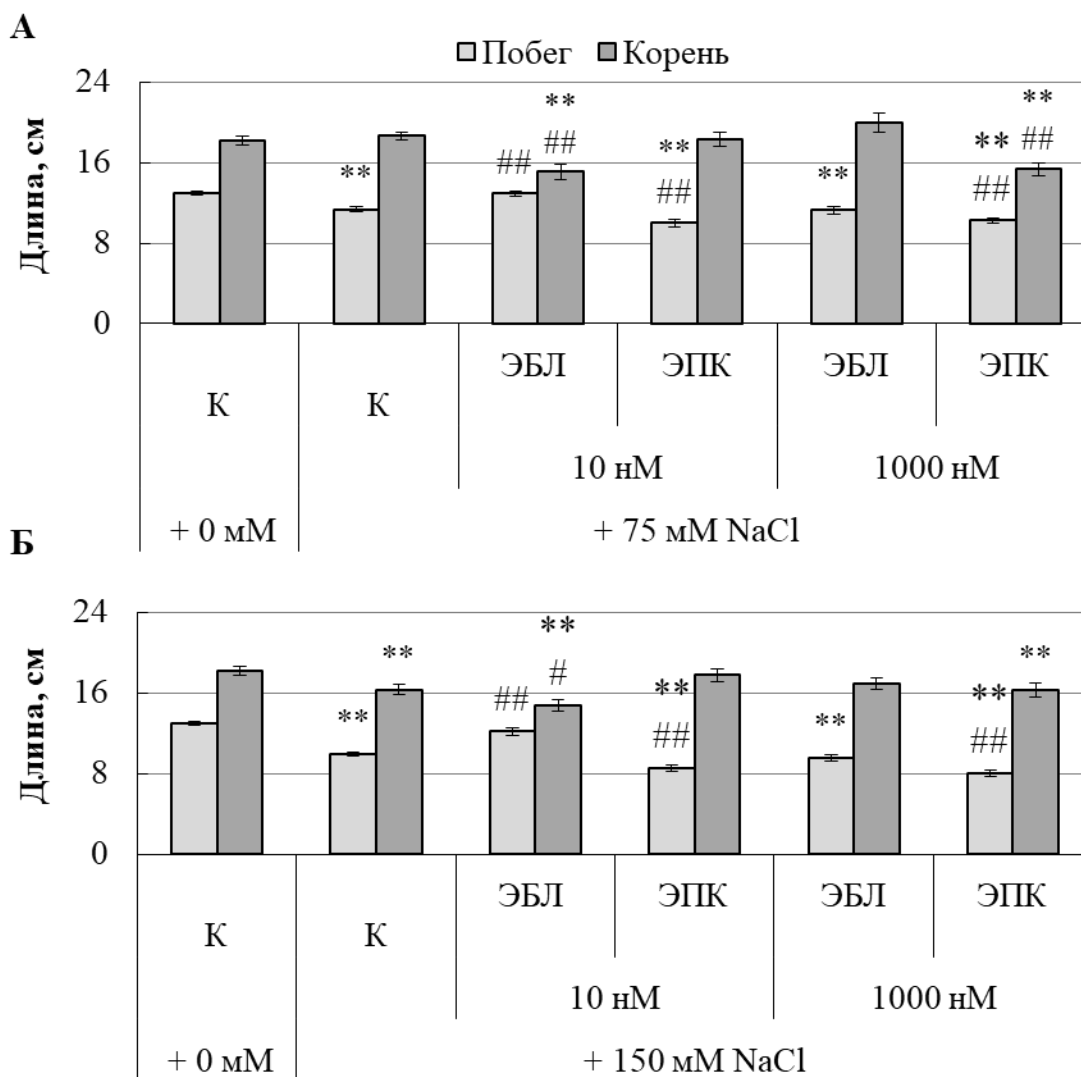 А
Побег Корень
24
** **
** ## ** ##
** ## ** **
16
## ##
8
0
Длина, см
ЭБЛ ЭПК ЭБЛ ЭПК
К К
10 нМ 1000 нМ
+ 0 мМ + 75 мМ NaCl
Б
24
**
** # ** **
** ## ** **
16
## ** ##
8
0
Длина, см
ЭБЛ ЭПК ЭБЛ ЭПК
К К
10 нМ 1000 нМ
+ 0 мМ + 150 мМ NaCl